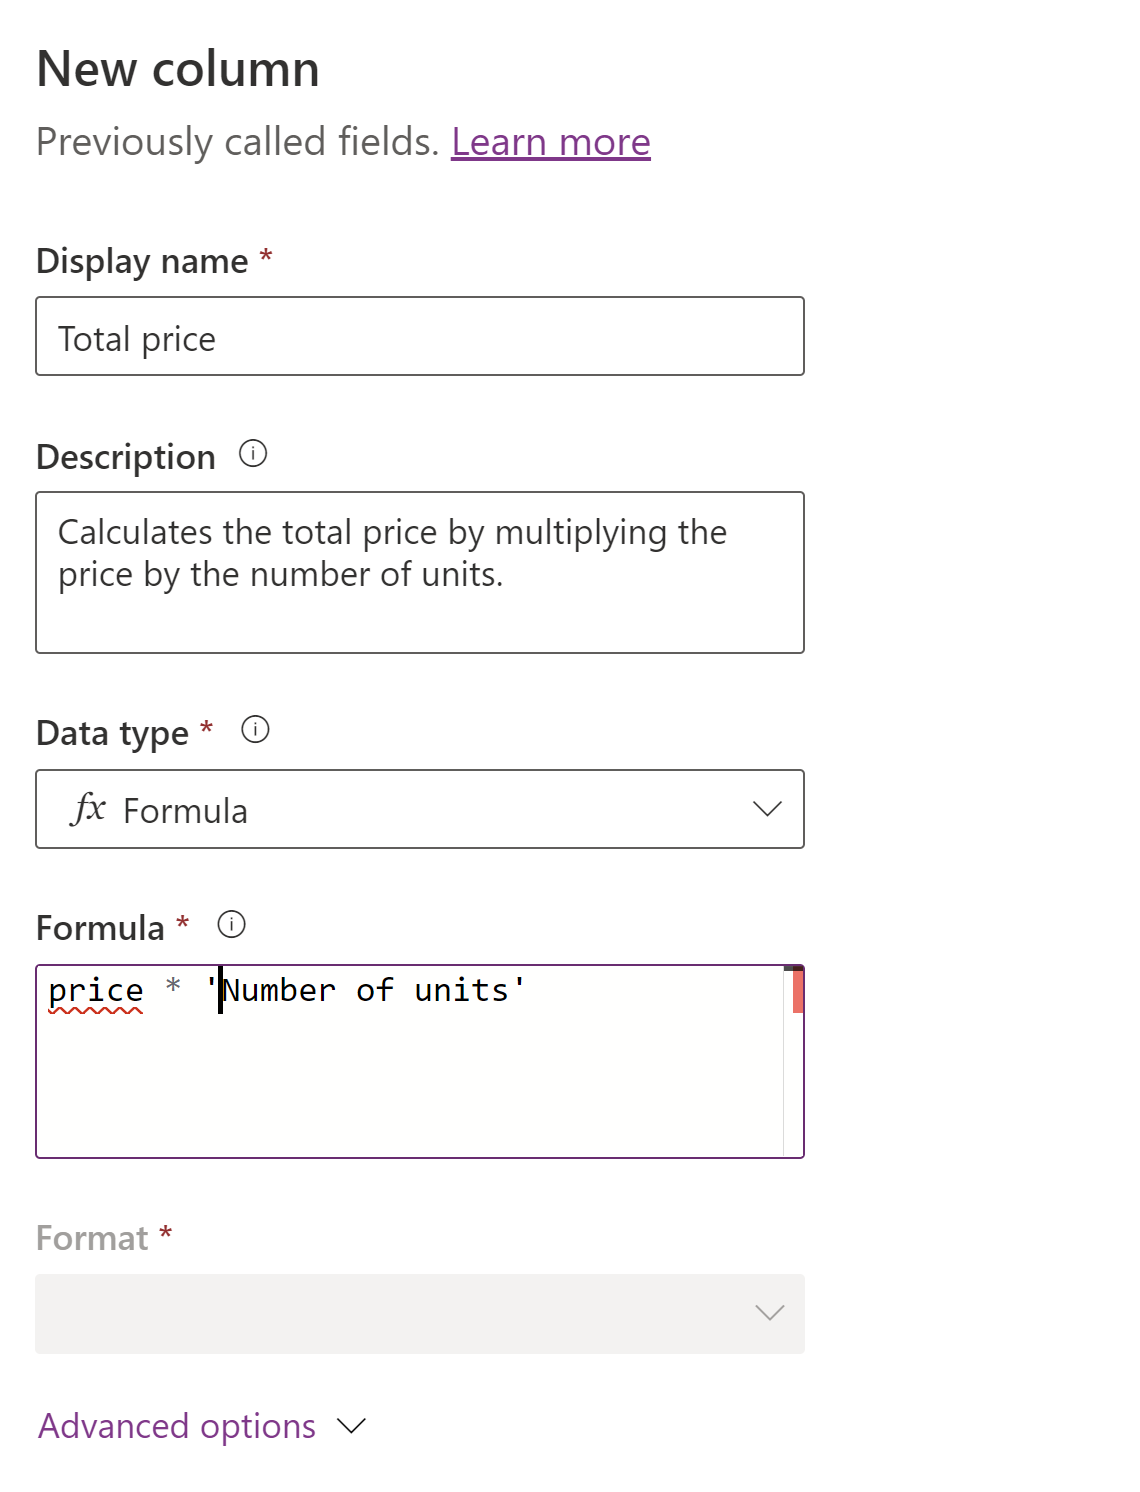 New column
Previously called fields. Learn more
Display name *
Total price
Description
Calculates the total price by multiplying the
price by the number of units.
Data type *
fx Formula
Formula *
price * 'Number of units'
Format *
Advanced options